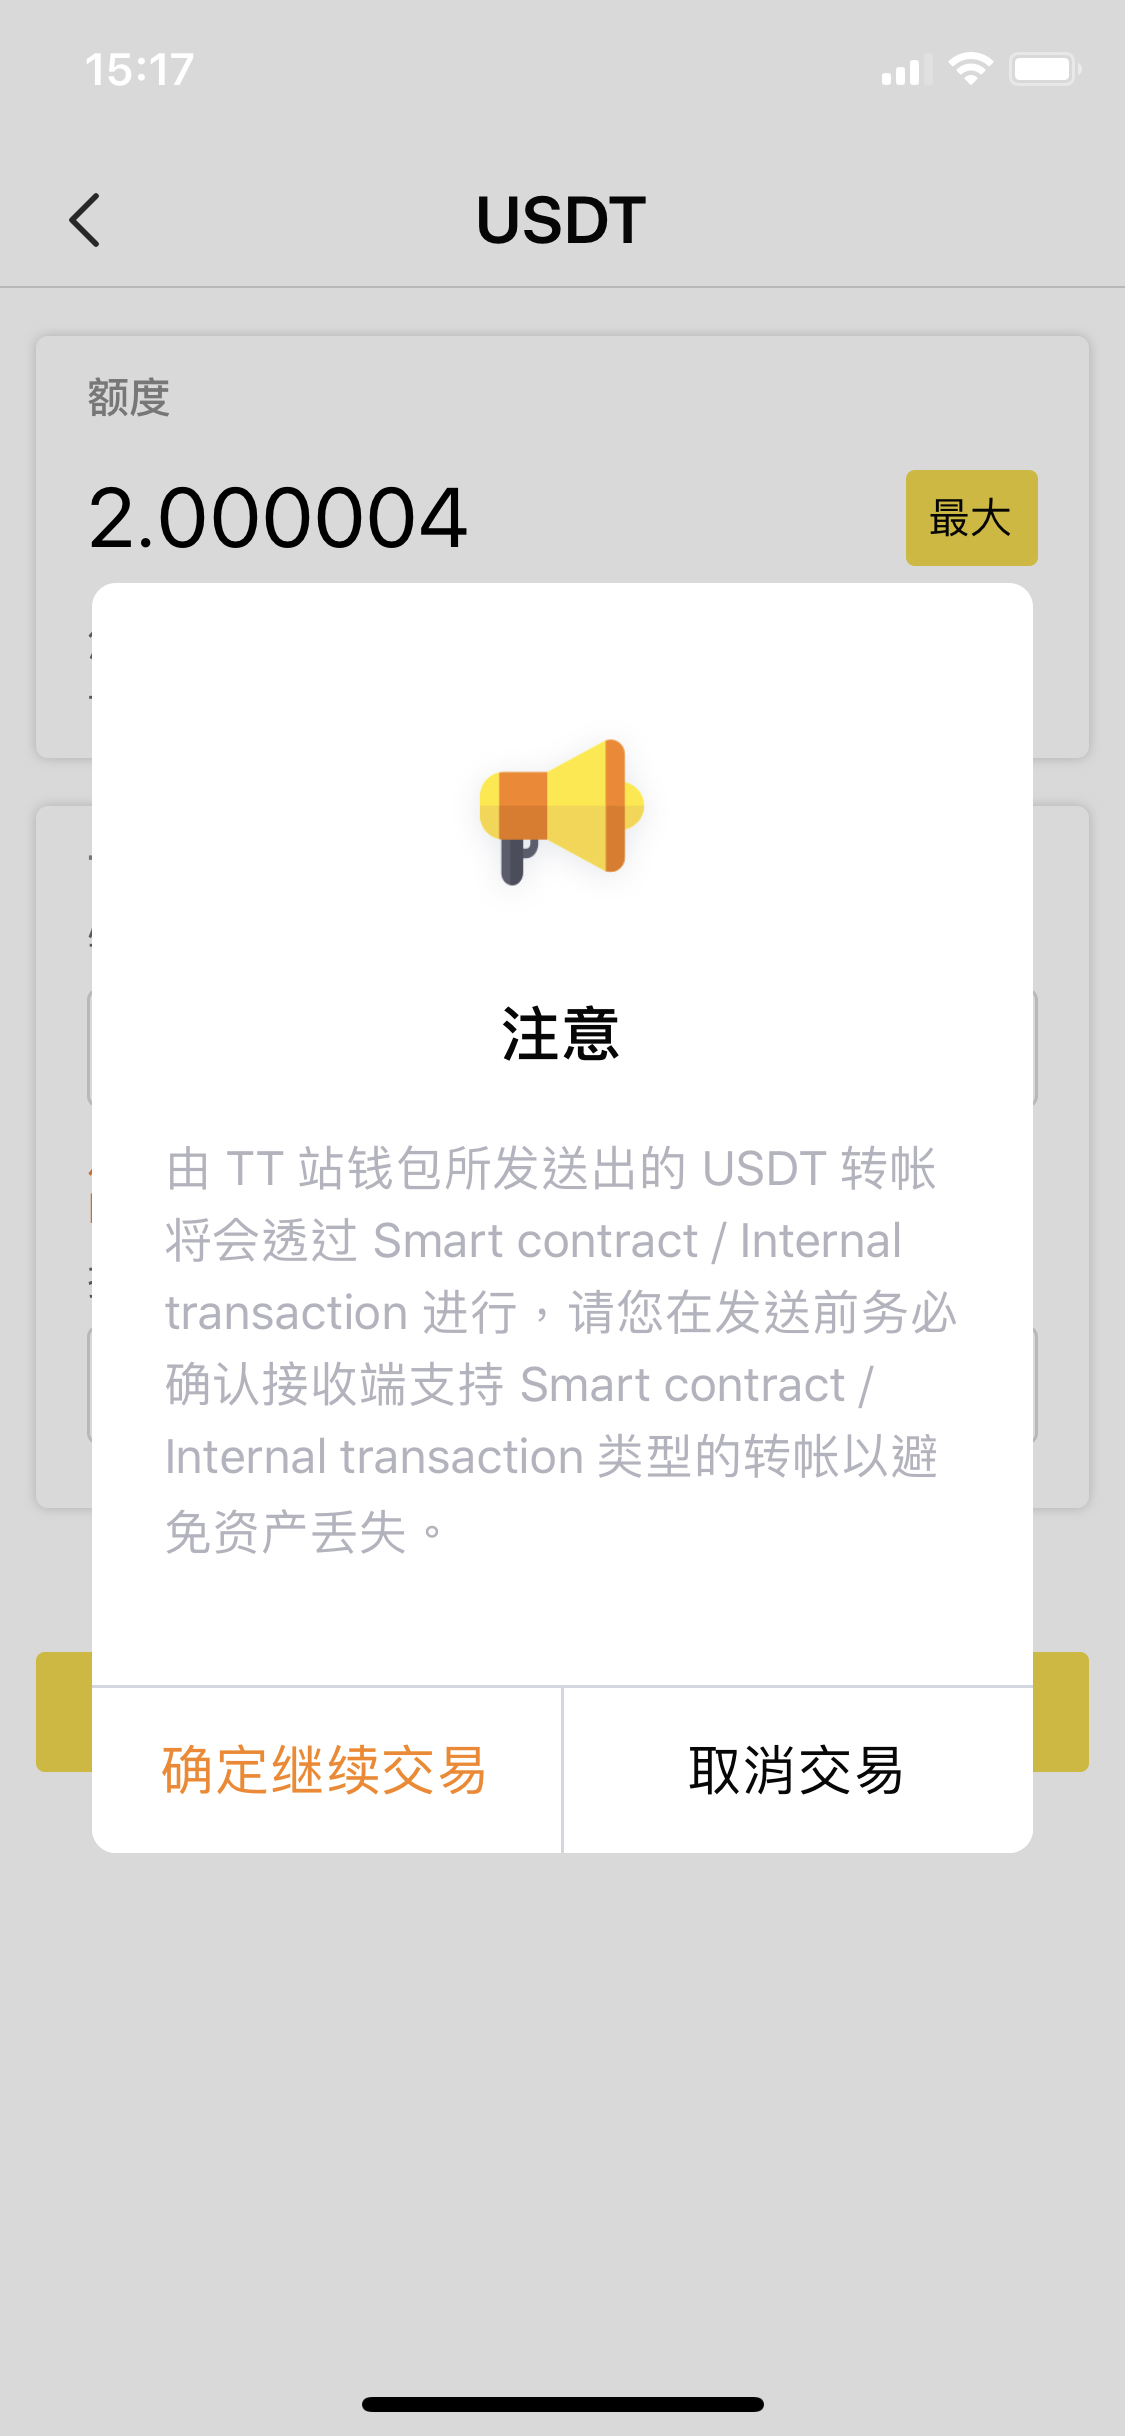 15:17
USDT
额度
2.000004
最大
注意
由 TT 站钱包所发送出的 USDT 转帐
将会透过 Smart contract / Internal
transaction 进行，请您在发送前务必
确认接收端支持 Smart contract /
Internal transaction 类型的转帐以避
免资产丢失。
确定继续交易
取消交易